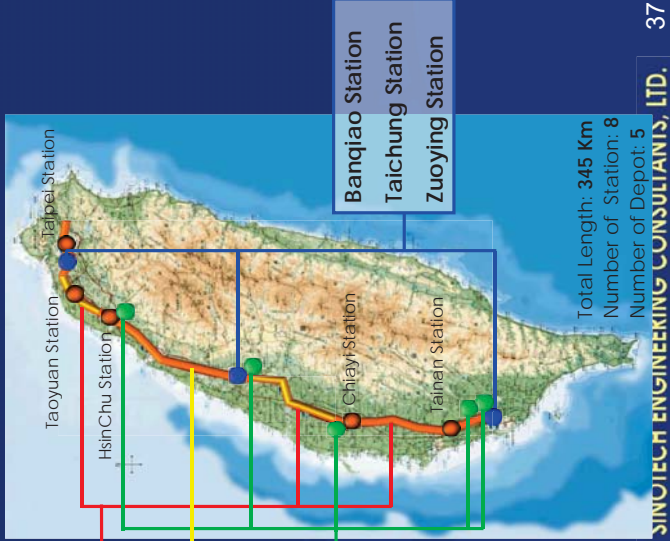 Taipei Station
Taoyuan Station
HsinChu Station
Chiayi Station
Tainan Station
Banqiao Station
Taichung Station
Zuoying Station
Total Length: 345 Km
Number of Station: 8
Number of Depot: 5
SINOTECH ENGINEERING CONSULTANTS, LTD.
37